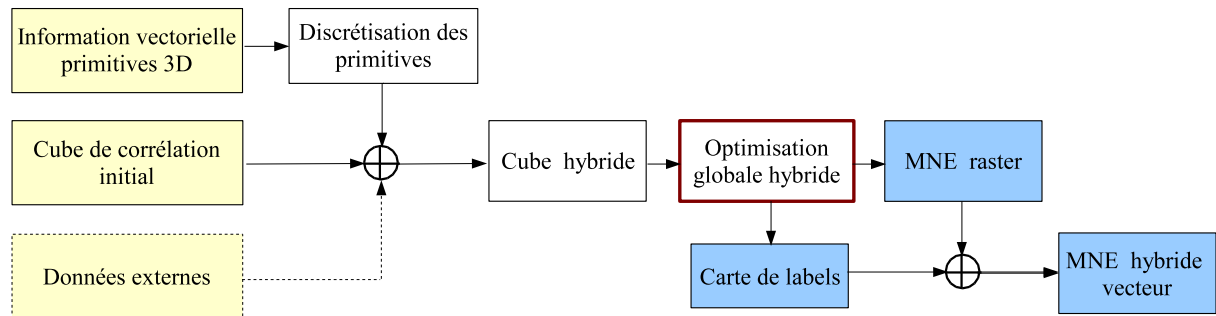 Information vectorielle
primitives 3D
Discrétisation des
primitives
Cube de corrélation
initial
Cube hybride
Optimisation
globale hybride
MNE raster
Données externes
Carte de labels
MNE hybride
vecteur